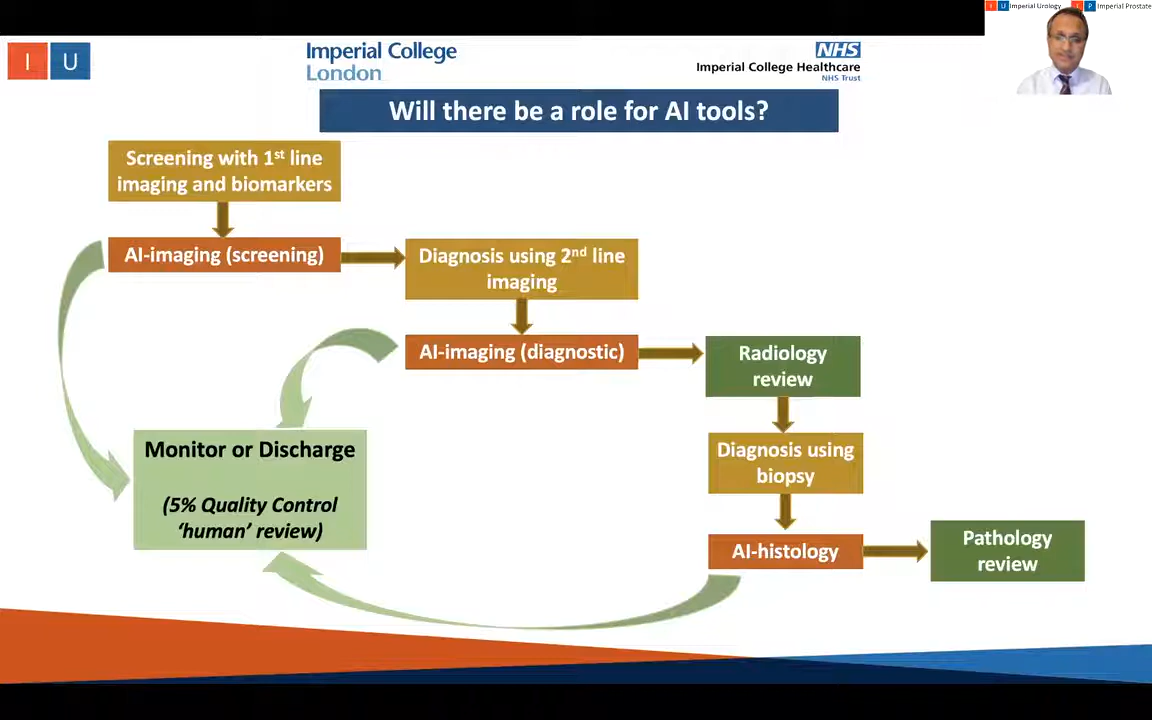 I U Imperial Urology I P Imperial Prostate
I U
Imperial College
London
NHS
Imperial College Healthcare
NHS Trust
Will there be a role for AI tools?
Screening with 1st line
imaging and biomarkers
AI-imaging (screening)
Diagnosis using 2nd line
imaging
AI-imaging (diagnostic)
Radiology
review
Monitor or Discharge
(5% Quality Control
‘human’ review)
Diagnosis using
biopsy
AI-histology
Pathology
review